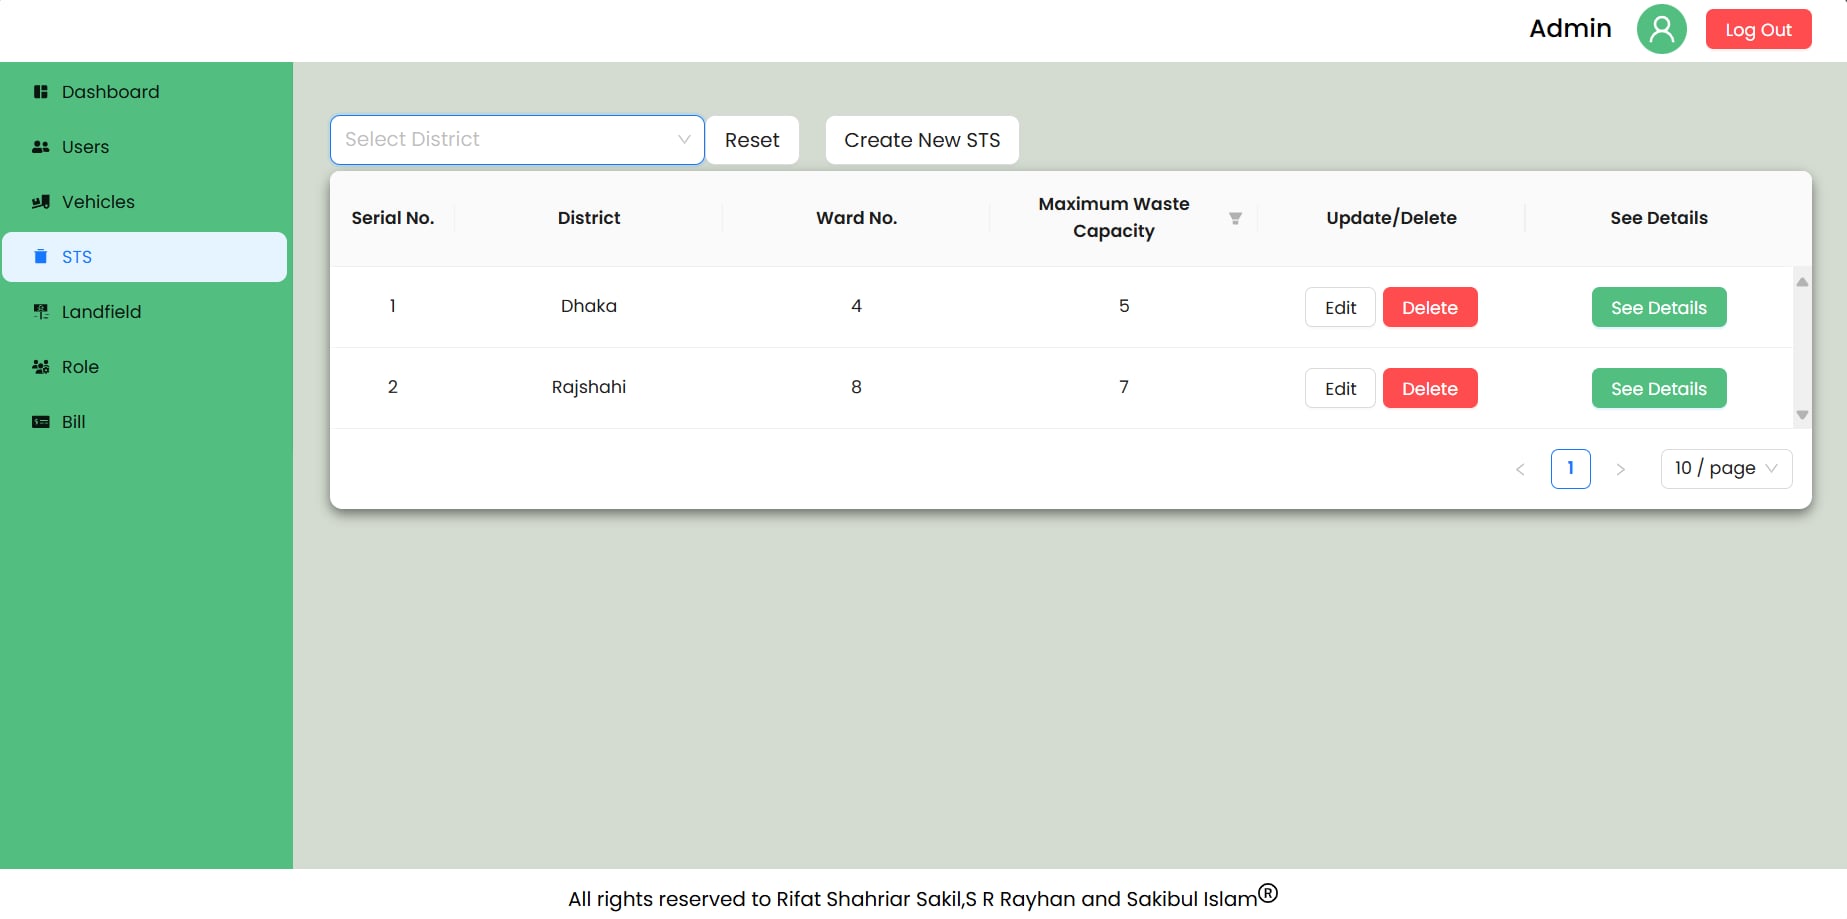 Admin
Log Out
Dashboard
Users
Vehicles
STS
Landfield
Role
Bill
Select District
Reset
Create New STS
Serial No. District Ward No. Maximum Waste Capacity Update/Delete See Details
1 Dhaka 4 5 Edit Delete See Details
2 Rajshahi 8 7 Edit Delete See Details
< 1 > 10 / page
All rights reserved to Rifat Shahriar Sakil,S R Rayhan and Sakibul Islam®